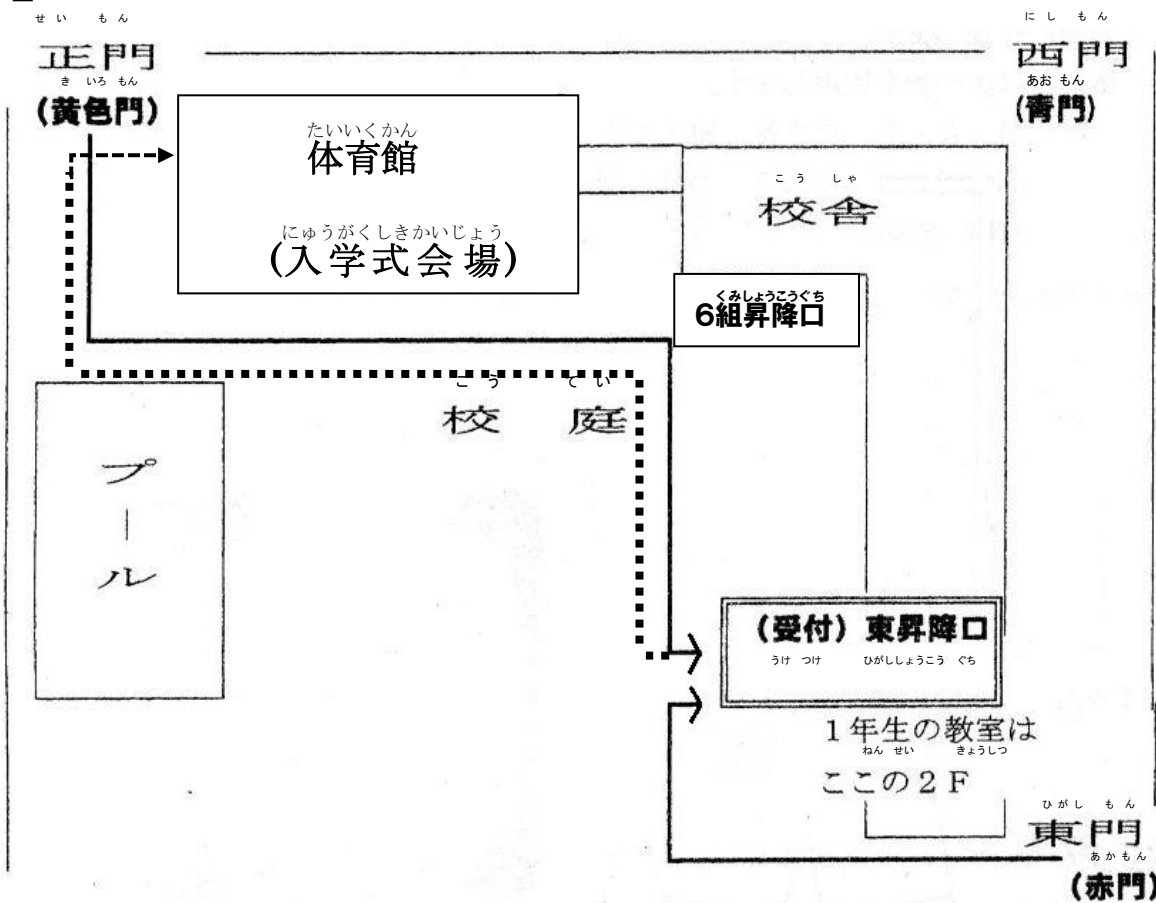 せい もん
正門
き いろ もん
(黄色門)
にし もん
西門
あお もん
(青門)
たいいくかん
体育館
にゅうがくしきかいじょう
(入学式会場)
こう しゃ
校舎
くみしょうこうぐち
6組昇降口
こう てい
校庭
プール
(受付) 東昇降口
うけ つけ ひがししょうこう ぐち
1年生の教室は
ねん せい きょうしつ
ここの2F
ひがし もん
東門
あかもん
(赤門)